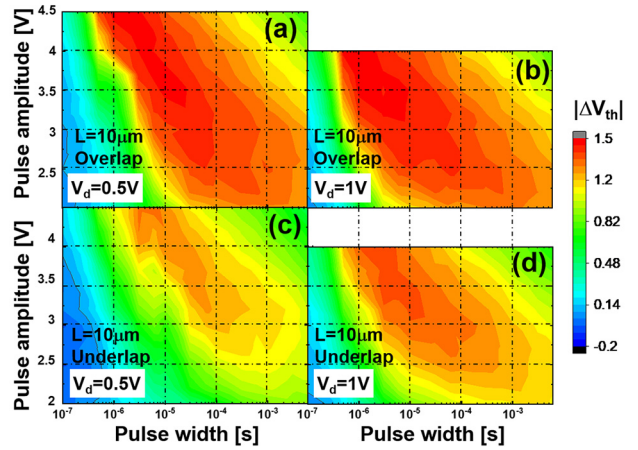 Pulse amplitude [V]
4.5
4
3.5
3
2.5
(a)
L=10μm
Overlap
V_d=0.5V
(b)
L=10μm
Overlap
V_d=1V
|ΔV_th|
1.5
1.2
0.82
0.48
0.14
-0.2
Pulse amplitude [V]
4
3.5
3
2.5
2
(c)
L=10μm
Underlap
V_d=0.5V
(d)
L=10μm
Underlap
V_d=1V
10^-7 10^-6 10^-5 10^-4 10^-3 10^-7 10^-6 10^-5 10^-4 10^-3
Pulse width [s] Pulse width [s]